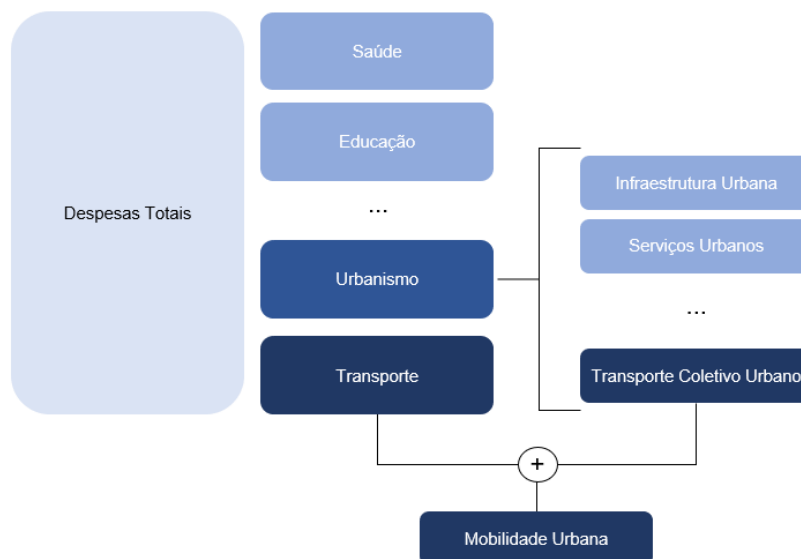 Despesas Totais
Saúde
Educação
...
Urbanismo
Transporte
Infraestrutura Urbana
Serviços Urbanos
...
Transporte Coletivo Urbano
+
Mobilidade Urbana